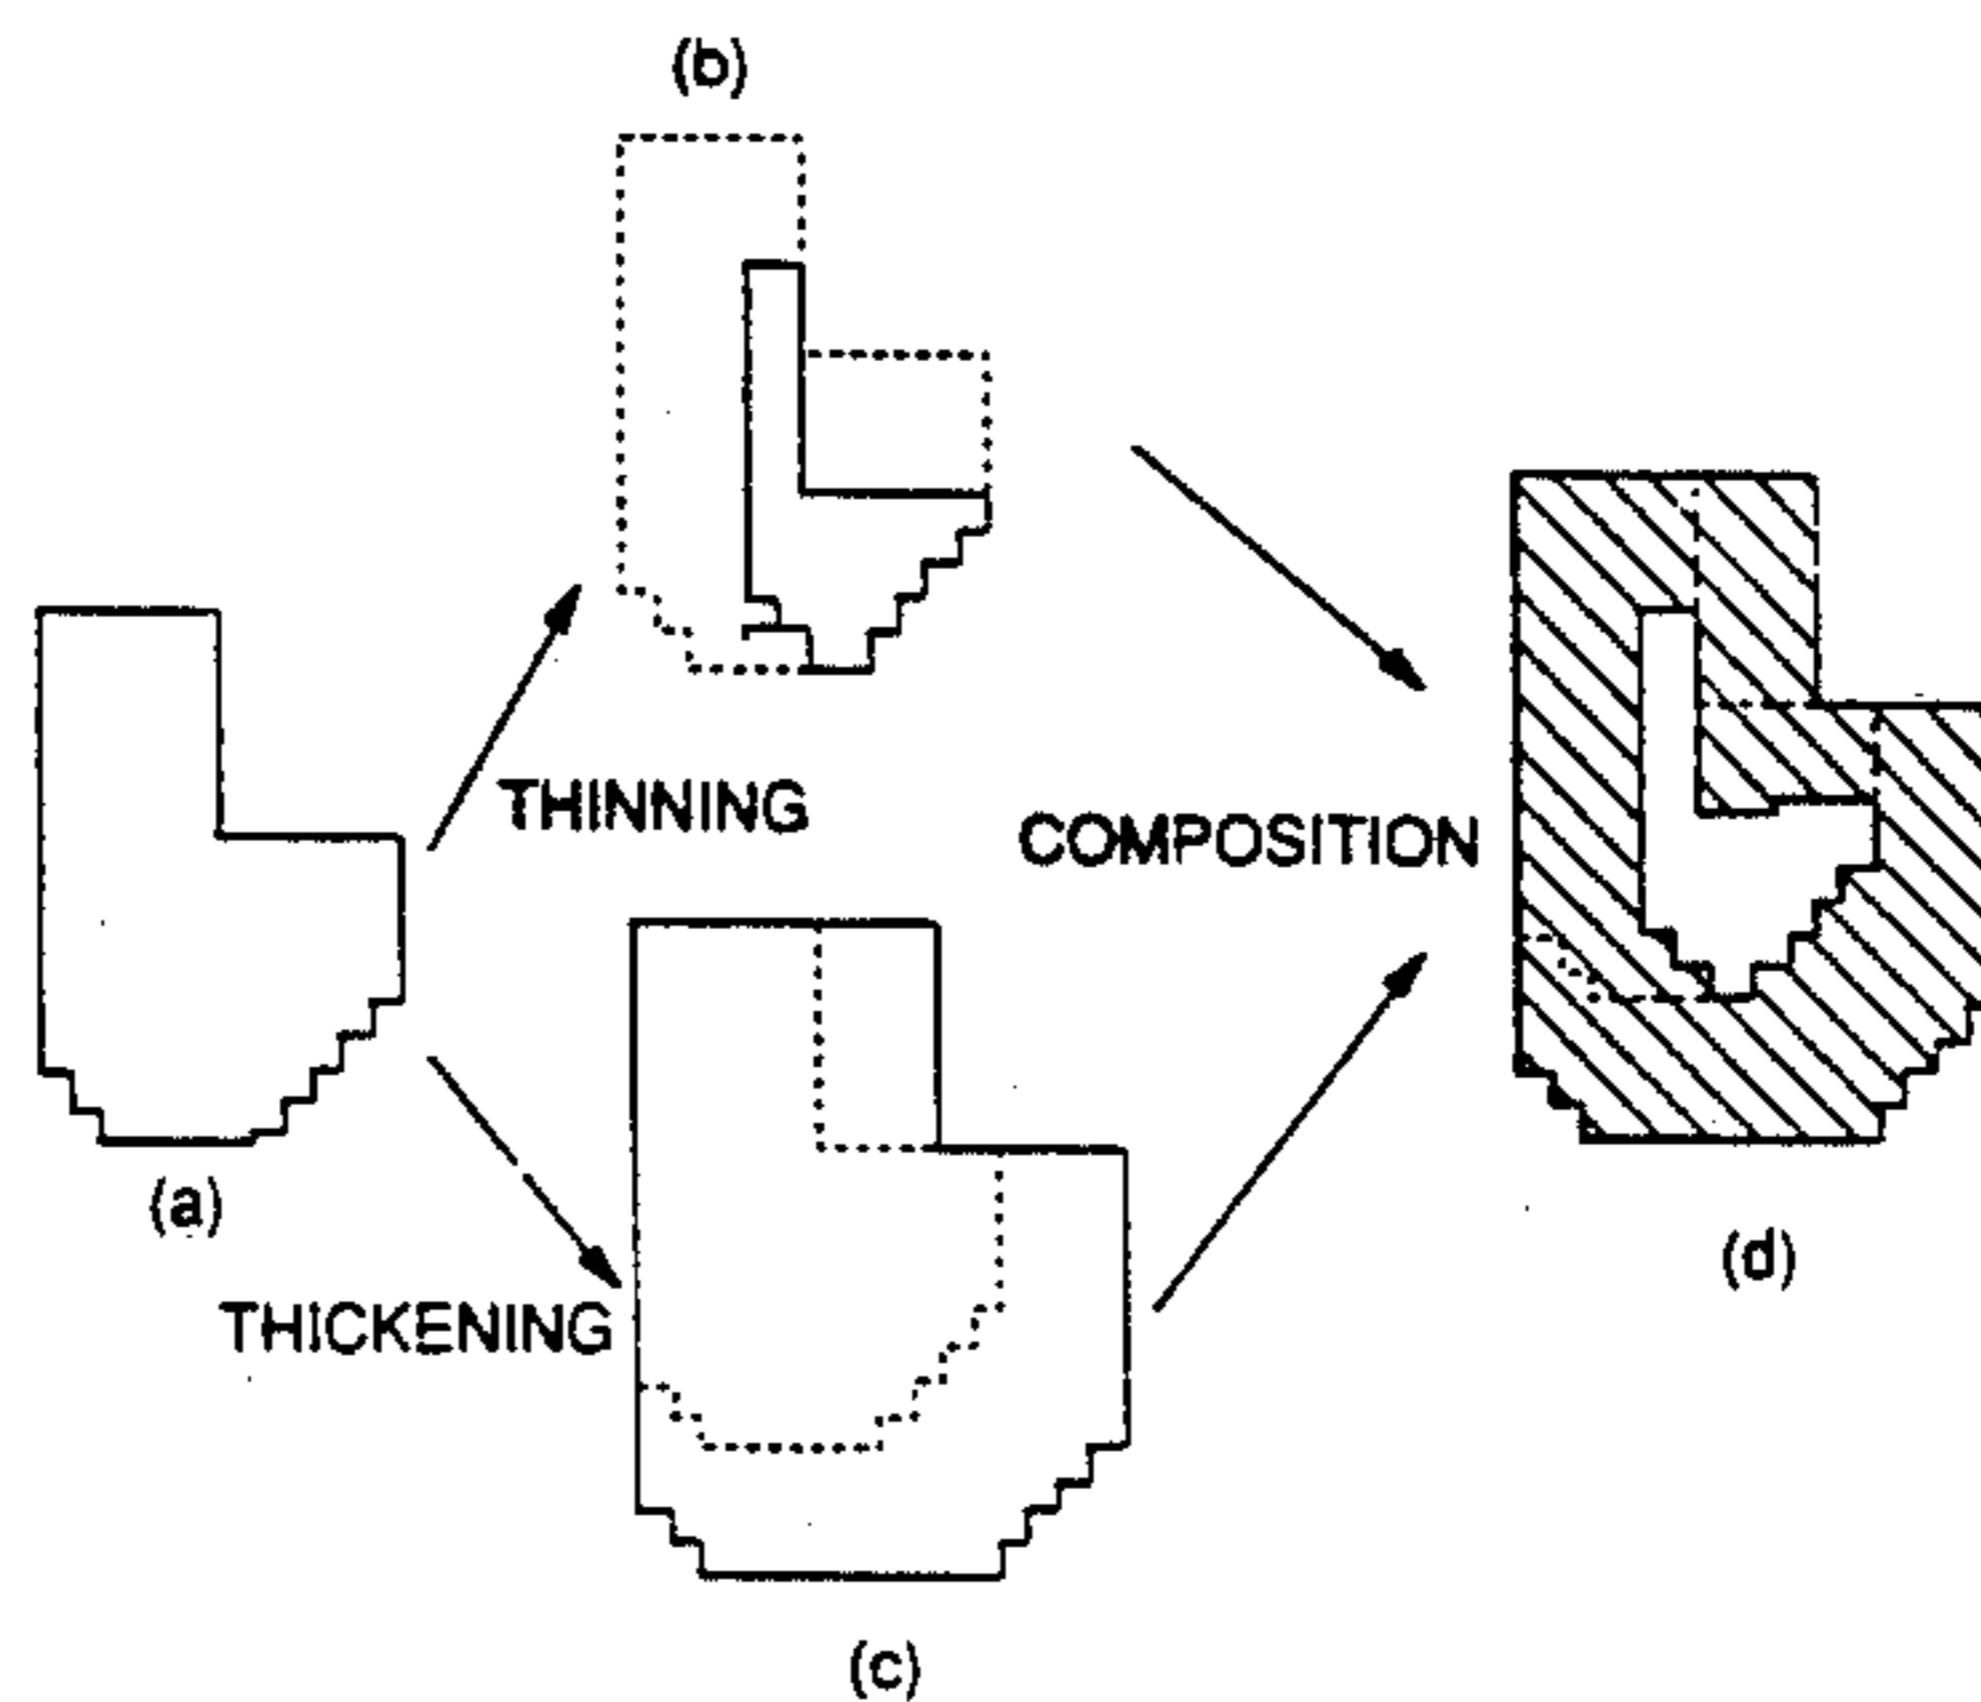 (b)
THINNING
COMPOSITION
(a)
(d)
THICKENING
(c)